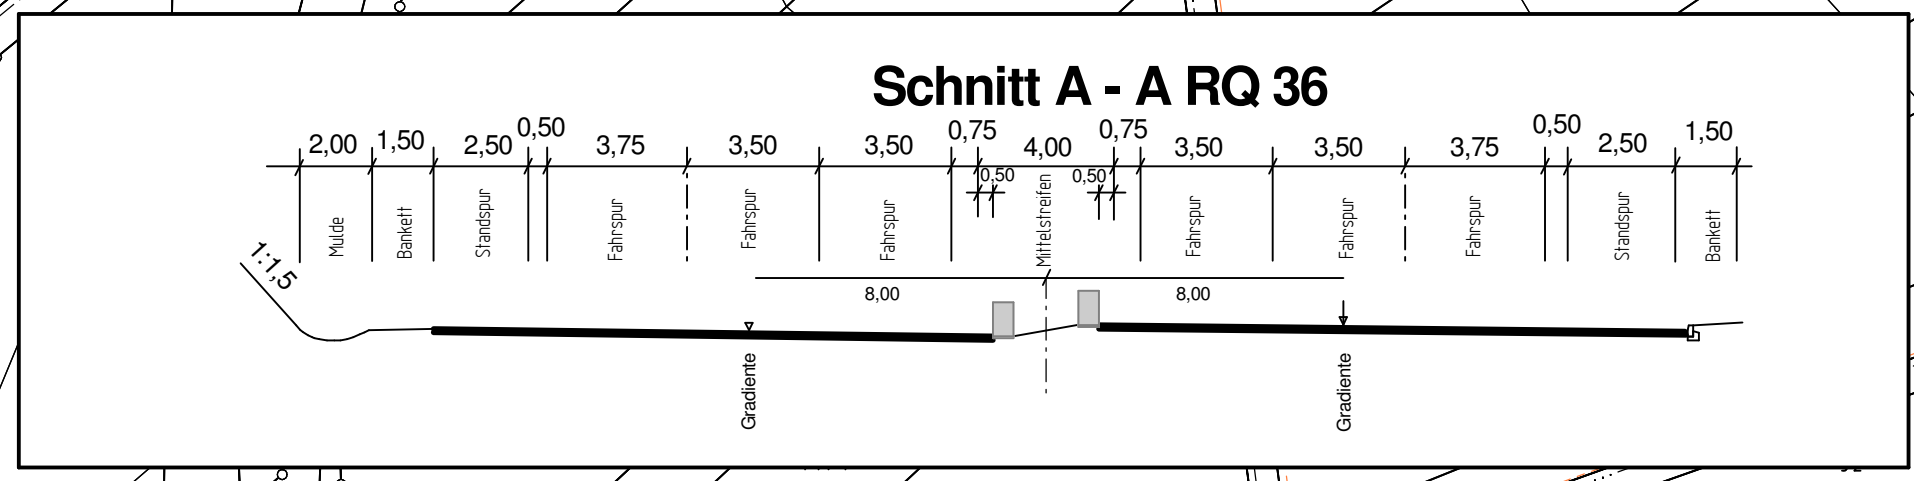 Schnitt A - A RQ 36
2,00 1,50 2,50 0,50 3,75 3,50 3,50 0,75 4,00 0,75 3,50 3,50 3,75 0,50 2,50 1,50
0,50 0,50
Mulde Bankett Standspur Fahrspur Fahrspur Fahrspur Mittelstreifen Fahrspur Fahrspur Fahrspur Standspur Bankett
1:1,5
8,00 8,00
Gradiente Gradiente